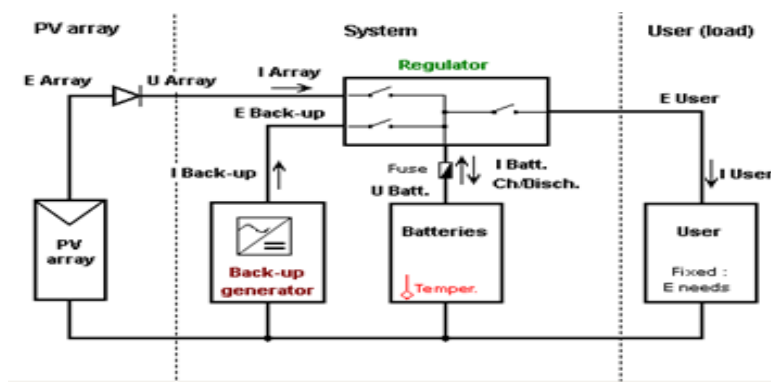 PV array
System
User (load)
Regulator
E Array
U Array
I Array
E Back-up
E User
I Back-up
Fuse
I Batt.
Ch/Disch.
U Batt.
I User
PV
array
Back-up
generator
Batteries
Temper.
User
Fixed :
E needs